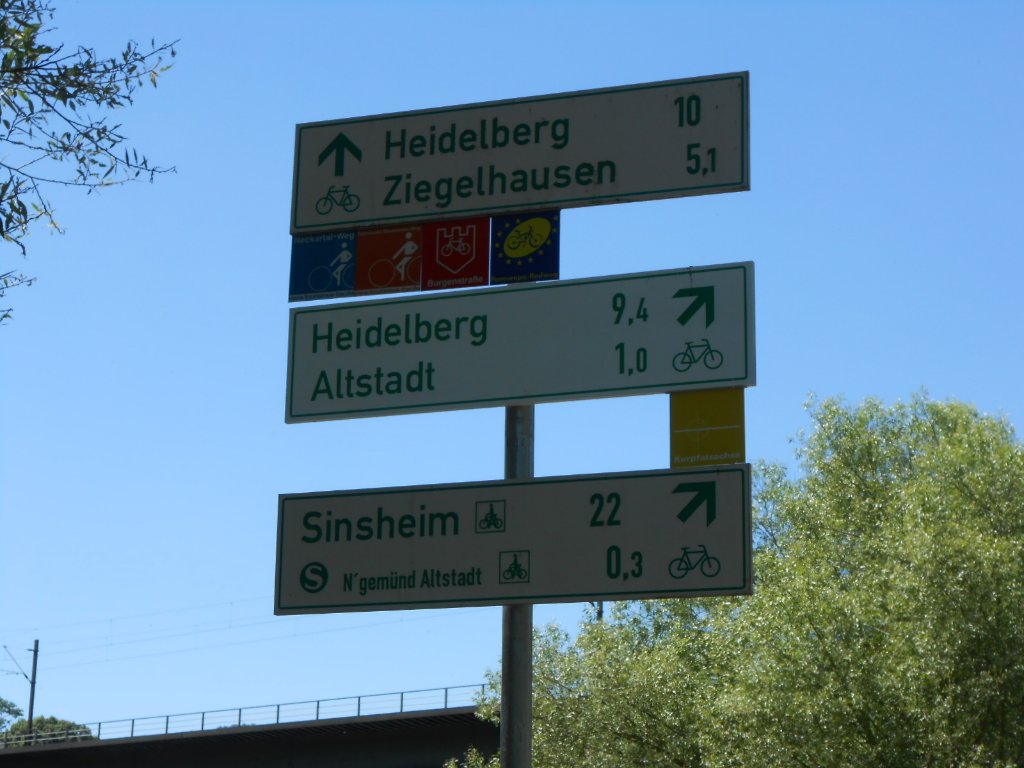 Heidelberg 10
Ziegelhausen 5,1
Neckartal-Weg
Burgenstraße
Heidelberg 9,4
Altstadt 1,0
Kurpfalzachse
Sinsheim 22
S N´gemünd Altstadt 0,3